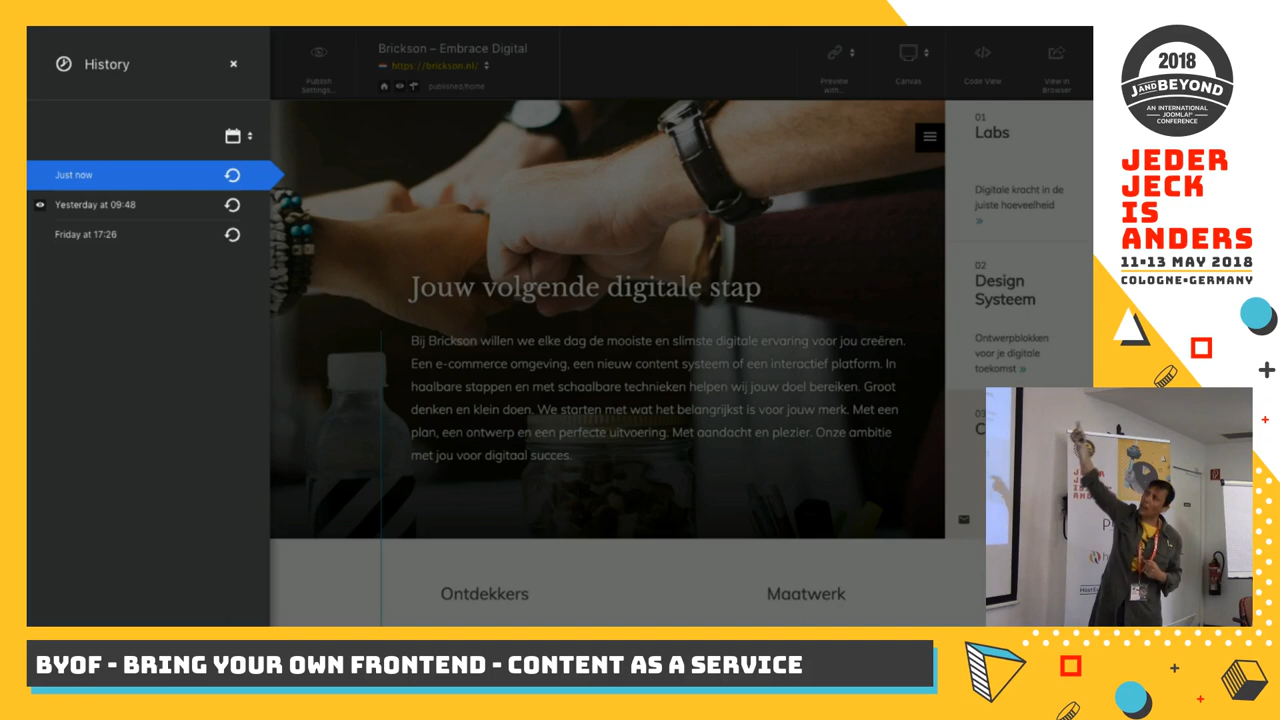 History
Just now
Yesterday at 09:48
Friday at 17:26
Publish
Settings...
Brickson – Embrace Digital
https://brickson.nl/
published/home
Preview
with...
Canvas
Code View
View in
Browser
Jouw volgende digitale stap
Bij Brickson willen we elke dag de mooiste en slimste digitale ervaring voor jou creëren.
Een e-commerce omgeving, een nieuw content systeem of een interactief platform. In
haalbare stappen en met schaalbare technieken helpen wij jouw doel bereiken. Groot
denken en klein doen. We starten met wat het belangrijkst is voor jouw merk. Met een
plan, een ontwerp en een perfecte uitvoering. Met aandacht en plezier. Onze ambitie
met jou voor digitaal succes.
01
Labs
Digitale kracht in de
juiste hoeveelheid
»
02
Design
Systeem
Ontwerpblokken
voor je digitale
toekomst »
03
Ontdekkers
Maatwerk
2018
J AND BEYOND
AN INTERNATIONAL
JOOMLA!
CONFERENCE
JEDER
JECK
IS
ANDERS
11-13 MAY 2018
COLOGNE-GERMANY
BYOF - BRING YOUR OWN FRONTEND - CONTENT AS A SERVICE